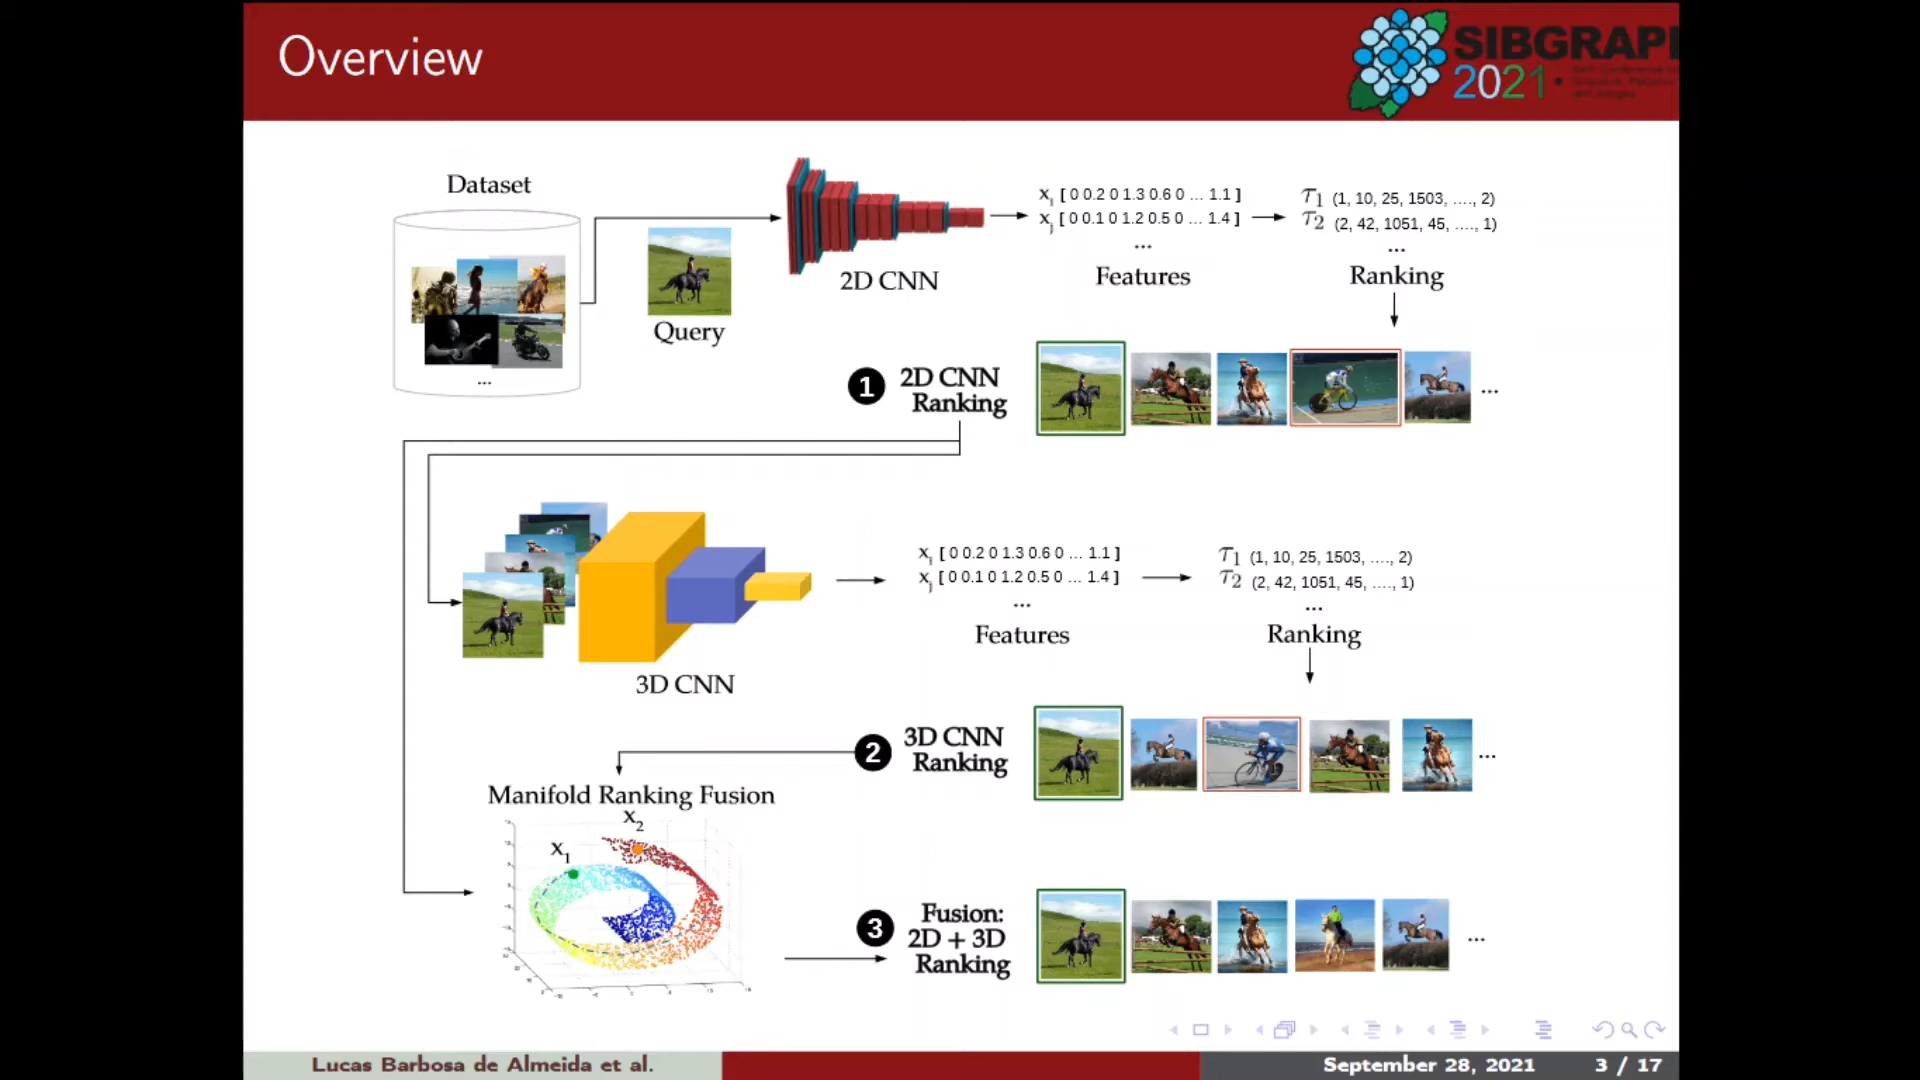 Overview
SIBGRAPI
2021
Dataset
...
Query
2D CNN
xi [ 0 0.2 0 1.3 0.6 0 ... 1.1 ]
xj [ 0 0.1 0 1.2 0.5 0 ... 1.4 ]
...
Features
τ1 (1, 10, 25, 1503, ...., 2)
τ2 (2, 42, 1051, 45, ...., 1)
...
Ranking
1 2D CNN
Ranking
...
3D CNN
xi [ 0 0.2 0 1.3 0.6 0 ... 1.1 ]
xj [ 0 0.1 0 1.2 0.5 0 ... 1.4 ]
...
Features
τ1 (1, 10, 25, 1503, ...., 2)
τ2 (2, 42, 1051, 45, ...., 1)
...
Ranking
2 3D CNN
Ranking
...
Manifold Ranking Fusion
x2
x1
3 Fusion:
2D + 3D
Ranking
...
Lucas Barbosa de Almeida et al.
September 28, 2021 3 / 17